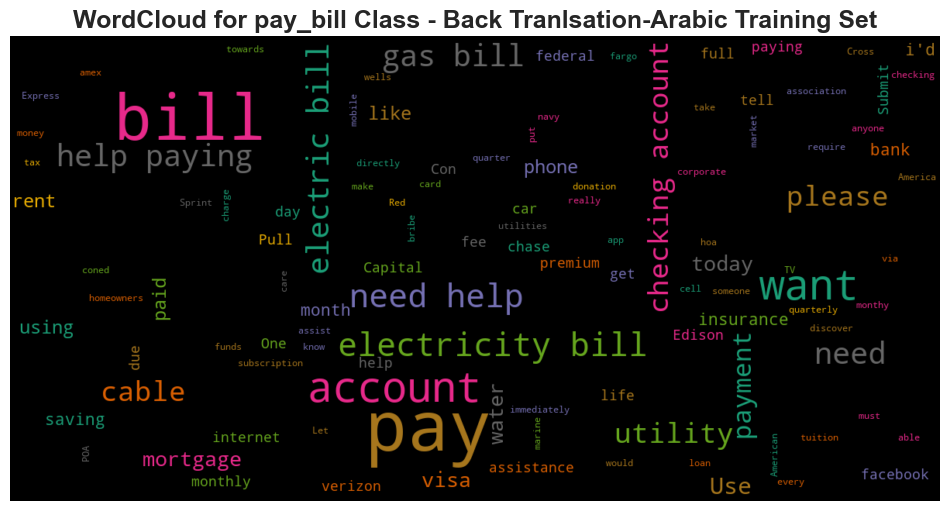 WordCloud for pay_bill Class - Back Tranlsation-Arabic Training Set
towards
gas bill
federal
fargo
full
paying
Cross
i'd
amex
electric bill
wells
checking account
checking
Express
bill
mobile
like
navy
take
tell
association
Submit
money
put
market
anyone
help paying
directly
quarter
require
bank
tax
Con
phone
corporate
America
make
card
donation
please
rent
Sprint
charge
day
Red
really
car
bribe
utilities
Pull
fee
chase
app
hoa
coned
care
Capital
premium
get
today
TV
via
want
homeowners
paid
need help
cell
someone
monthy
month
quarterly
using
assist
insurance
discover
Edison
due
funds
One
know
electricity bill
need
subscription
help
payment
cable
account
life
saving
water
immediately
must
pay
marine
utility
internet
Let
tuition
able
POA
mortgage
assistance
would
loan
American
every
facebook
monthly
verizon
visa
Use